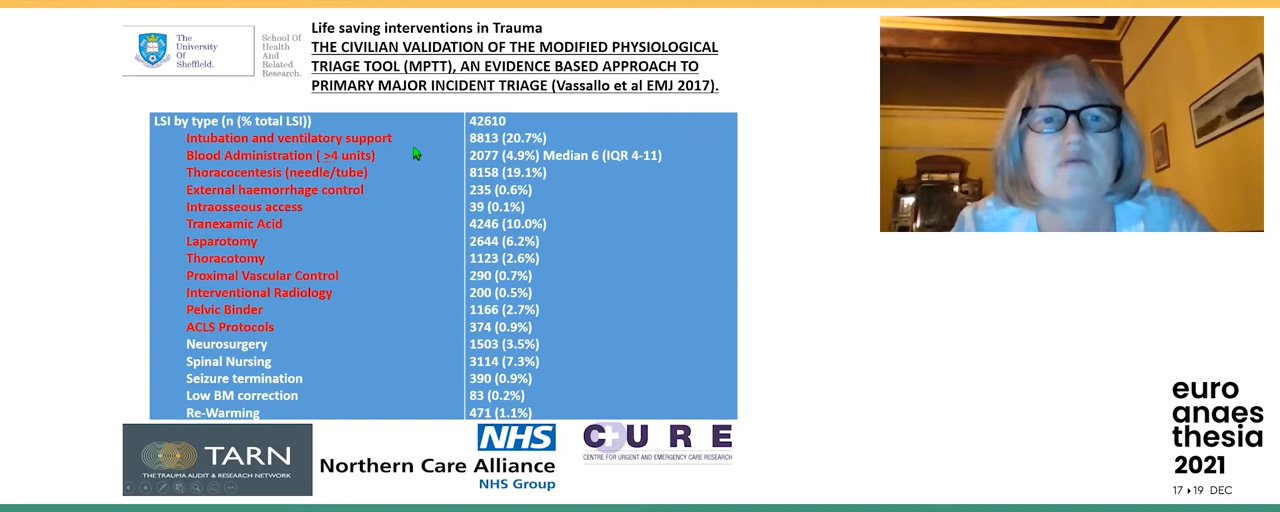 The
University
Of
Sheffield.
School Of
Health
And
Related
Research.
Life saving interventions in Trauma
THE CIVILIAN VALIDATION OF THE MODIFIED PHYSIOLOGICAL
TRIAGE TOOL (MPTT), AN EVIDENCE BASED APPROACH TO
PRIMARY MAJOR INCIDENT TRIAGE (Vassallo et al EMJ 2017).
LSI by type (n (% total LSI)) 42610
Intubation and ventilatory support 8813 (20.7%)
Blood Administration ( ≥4 units) 2077 (4.9%) Median 6 (IQR 4-11)
Thoracocentesis (needle/tube) 8158 (19.1%)
External haemorrhage control 235 (0.6%)
Intraosseous access 39 (0.1%)
Tranexamic Acid 4246 (10.0%)
Laparotomy 2644 (6.2%)
Thoracotomy 1123 (2.6%)
Proximal Vascular Control 290 (0.7%)
Interventional Radiology 200 (0.5%)
Pelvic Binder 1166 (2.7%)
ACLS Protocols 374 (0.9%)
Neurosurgery 1503 (3.5%)
Spinal Nursing 3114 (7.3%)
Seizure termination 390 (0.9%)
Low BM correction 83 (0.2%)
Re-Warming 471 (1.1%)
TARN
THE TRAUMA AUDIT & RESEARCH NETWORK
NHS
Northern Care Alliance
NHS Group
CURE
CENTRE FOR URGENT AND EMERGENCY CARE RESEARCH
euro
anaes
thesia
2021
17 ▸ 19 DEC